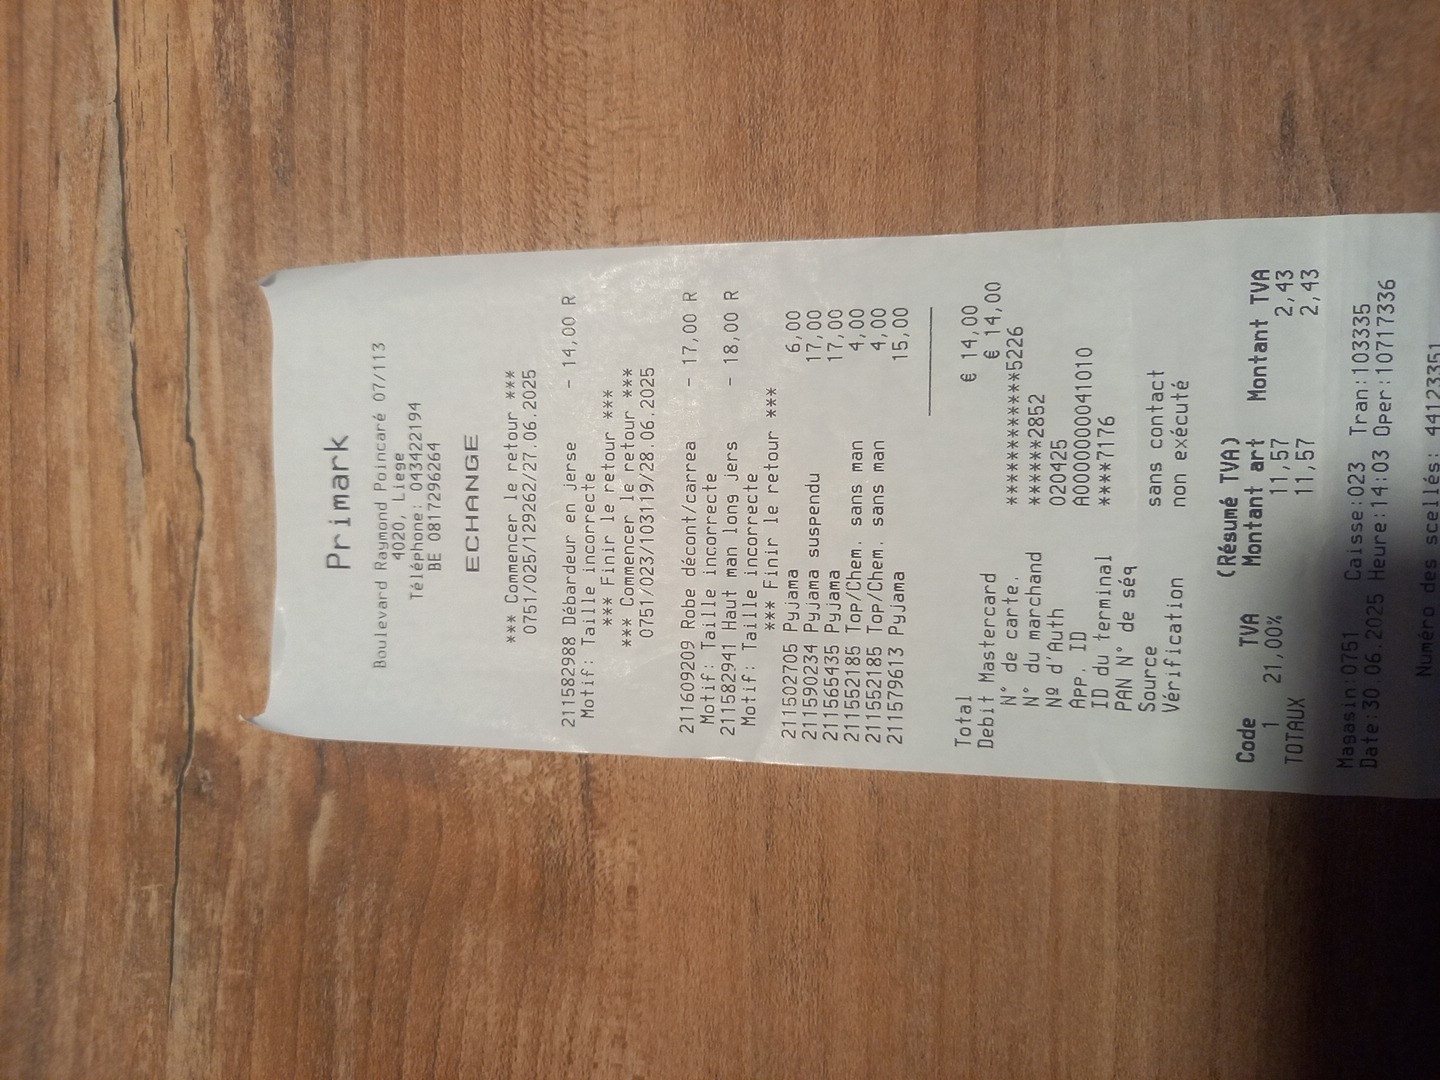 Primark
Boulevard Raymond Poincaré 07/113
4020, Liege
Téléphone: 043422194
BE 0817296264
ECHANGE
*** Commencer le retour ***
0751/025/129262/27.06.2025
211582988 Débardeur en jerse - 14,00 R
Motif: Taille incorrecte
*** Finir le retour ***
*** Commencer le retour ***
0751/023/103119/28.06.2025
211609209 Robe décont/carrea - 17,00 R
Motif: Taille incorrecte
211582941 Haut man long jers - 18,00 R
Motif: Taille incorrecte
*** Finir le retour ***
211502705 Pyjama 6,00
211590234 Pyjama suspendu 17,00
211565435 Pyjama 17,00
211552185 Top/Chem. sans man 4,00
211552185 Top/Chem. sans man 4,00
211579613 Pyjama 15,00
Total € 14,00
Debit Mastercard € 14,00
N° de carte. ************5226
N° du marchand ******2852
Nº d'Auth 020425
APP. ID A0000000041010
ID du terminal ****7176
PAN N° de séq
Source sans contact
Vérification non exécuté
(Résumé TVA)
Code TVA Montant art Montant TVA
1 21,00% 11,57 2,43
TOTAUX 11,57 2,43
Magasin:0751 Caisse:023 Tran:103335
Date:30.06.2025 Heure:14:03 Oper:10717336
Numéro des scellés: 44123351